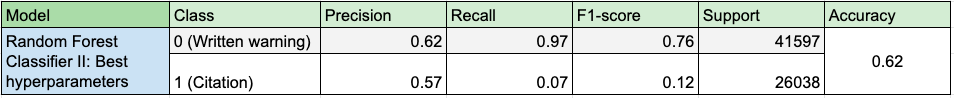 Model Class Precision Recall F1-score Support Accuracy
Random Forest Classifier II: Best hyperparameters
0 (Written warning) 0.62 0.97 0.76 41597
1 (Citation) 0.57 0.07 0.12 26038
0.62